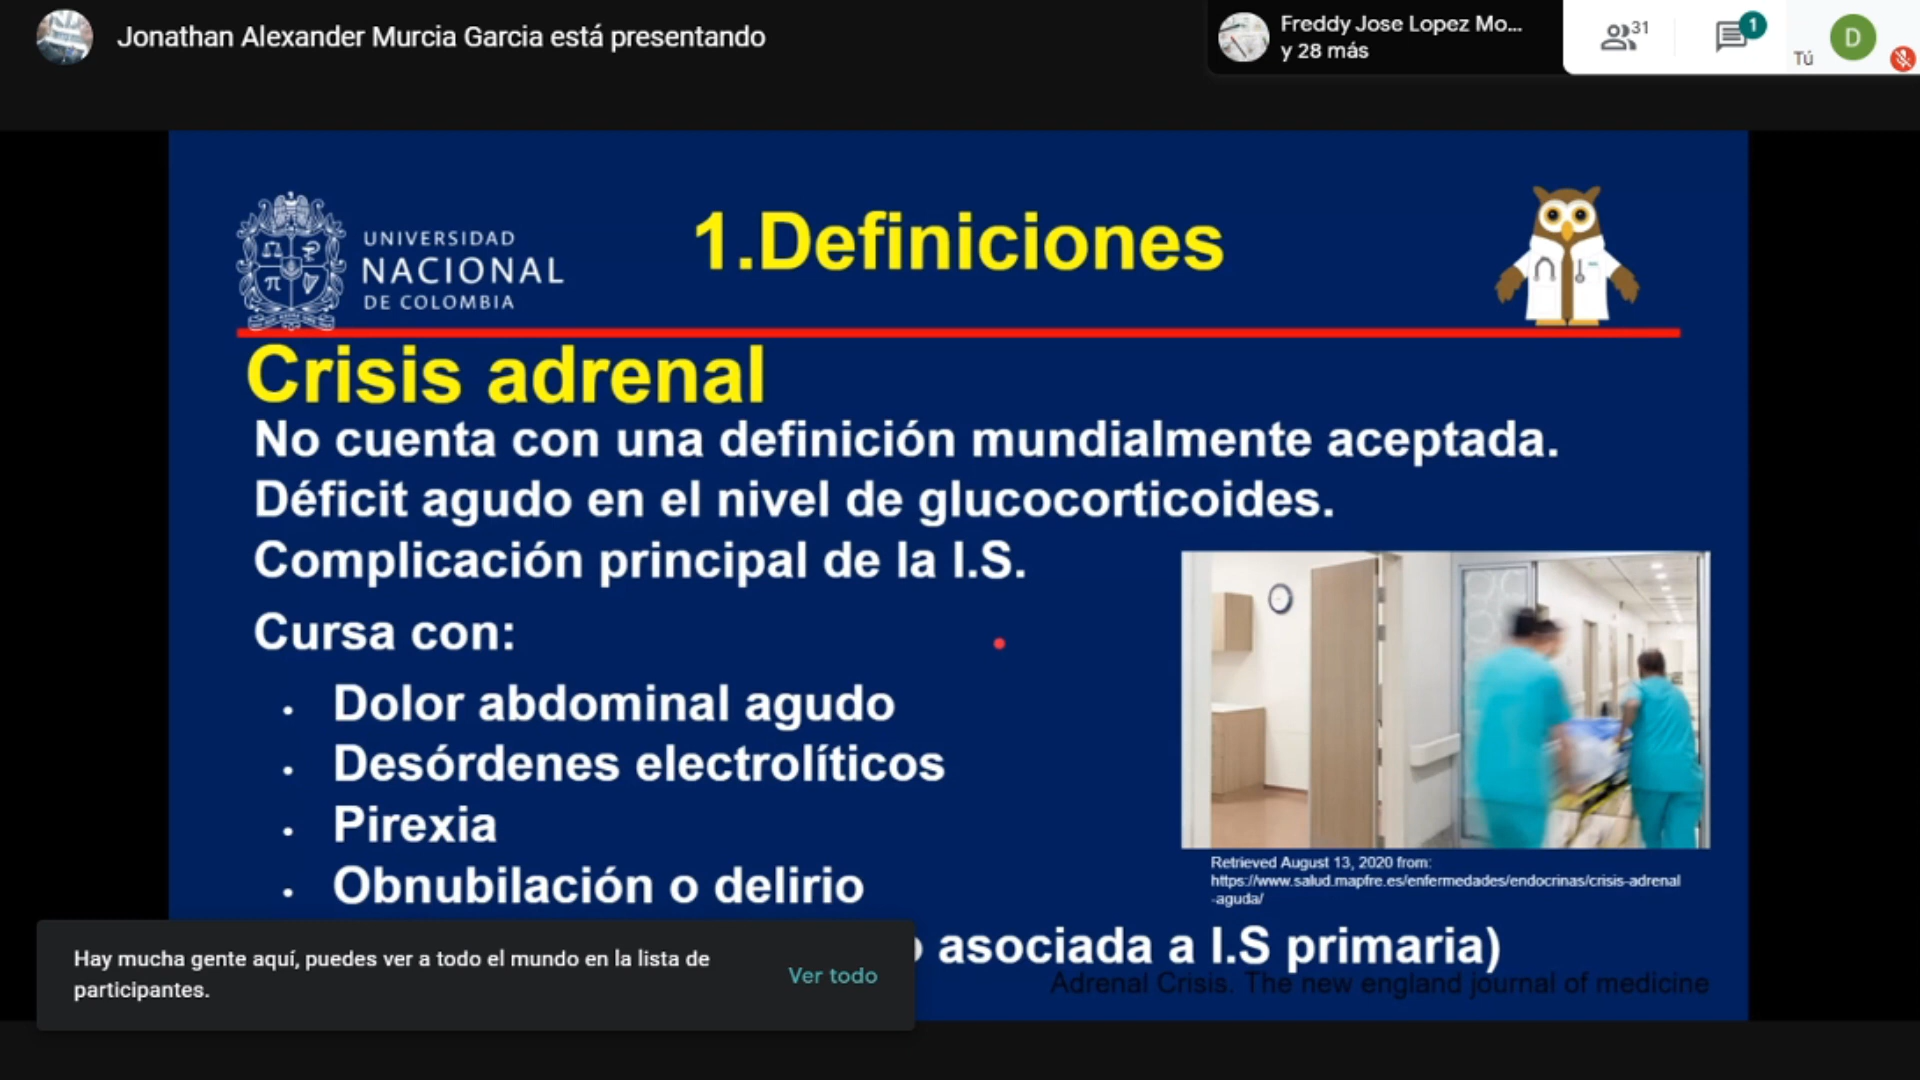 Jonathan Alexander Murcia Garcia está presentando
Freddy Jose Lopez Mo...
y 28 más
31
1
Tú
D
UNIVERSIDAD
NACIONAL
DE COLOMBIA
1.Definiciones
Crisis adrenal
No cuenta con una definición mundialmente aceptada.
Déficit agudo en el nivel de glucocorticoides.
Complicación principal de la I.S.
Cursa con:
• Dolor abdominal agudo
• Desórdenes electrolíticos
• Pirexia
• Obnubilación o delirio
asociada a I.S primaria)
Retrieved August 13, 2020 from:
https://www.salud.mapfre.es/enfermedades/endocrinas/crisis-adrenal
-aguda/
Adrenal Crisis. The new england journal of medicine
Hay mucha gente aquí, puedes ver a todo el mundo en la lista de
participantes.
Ver todo